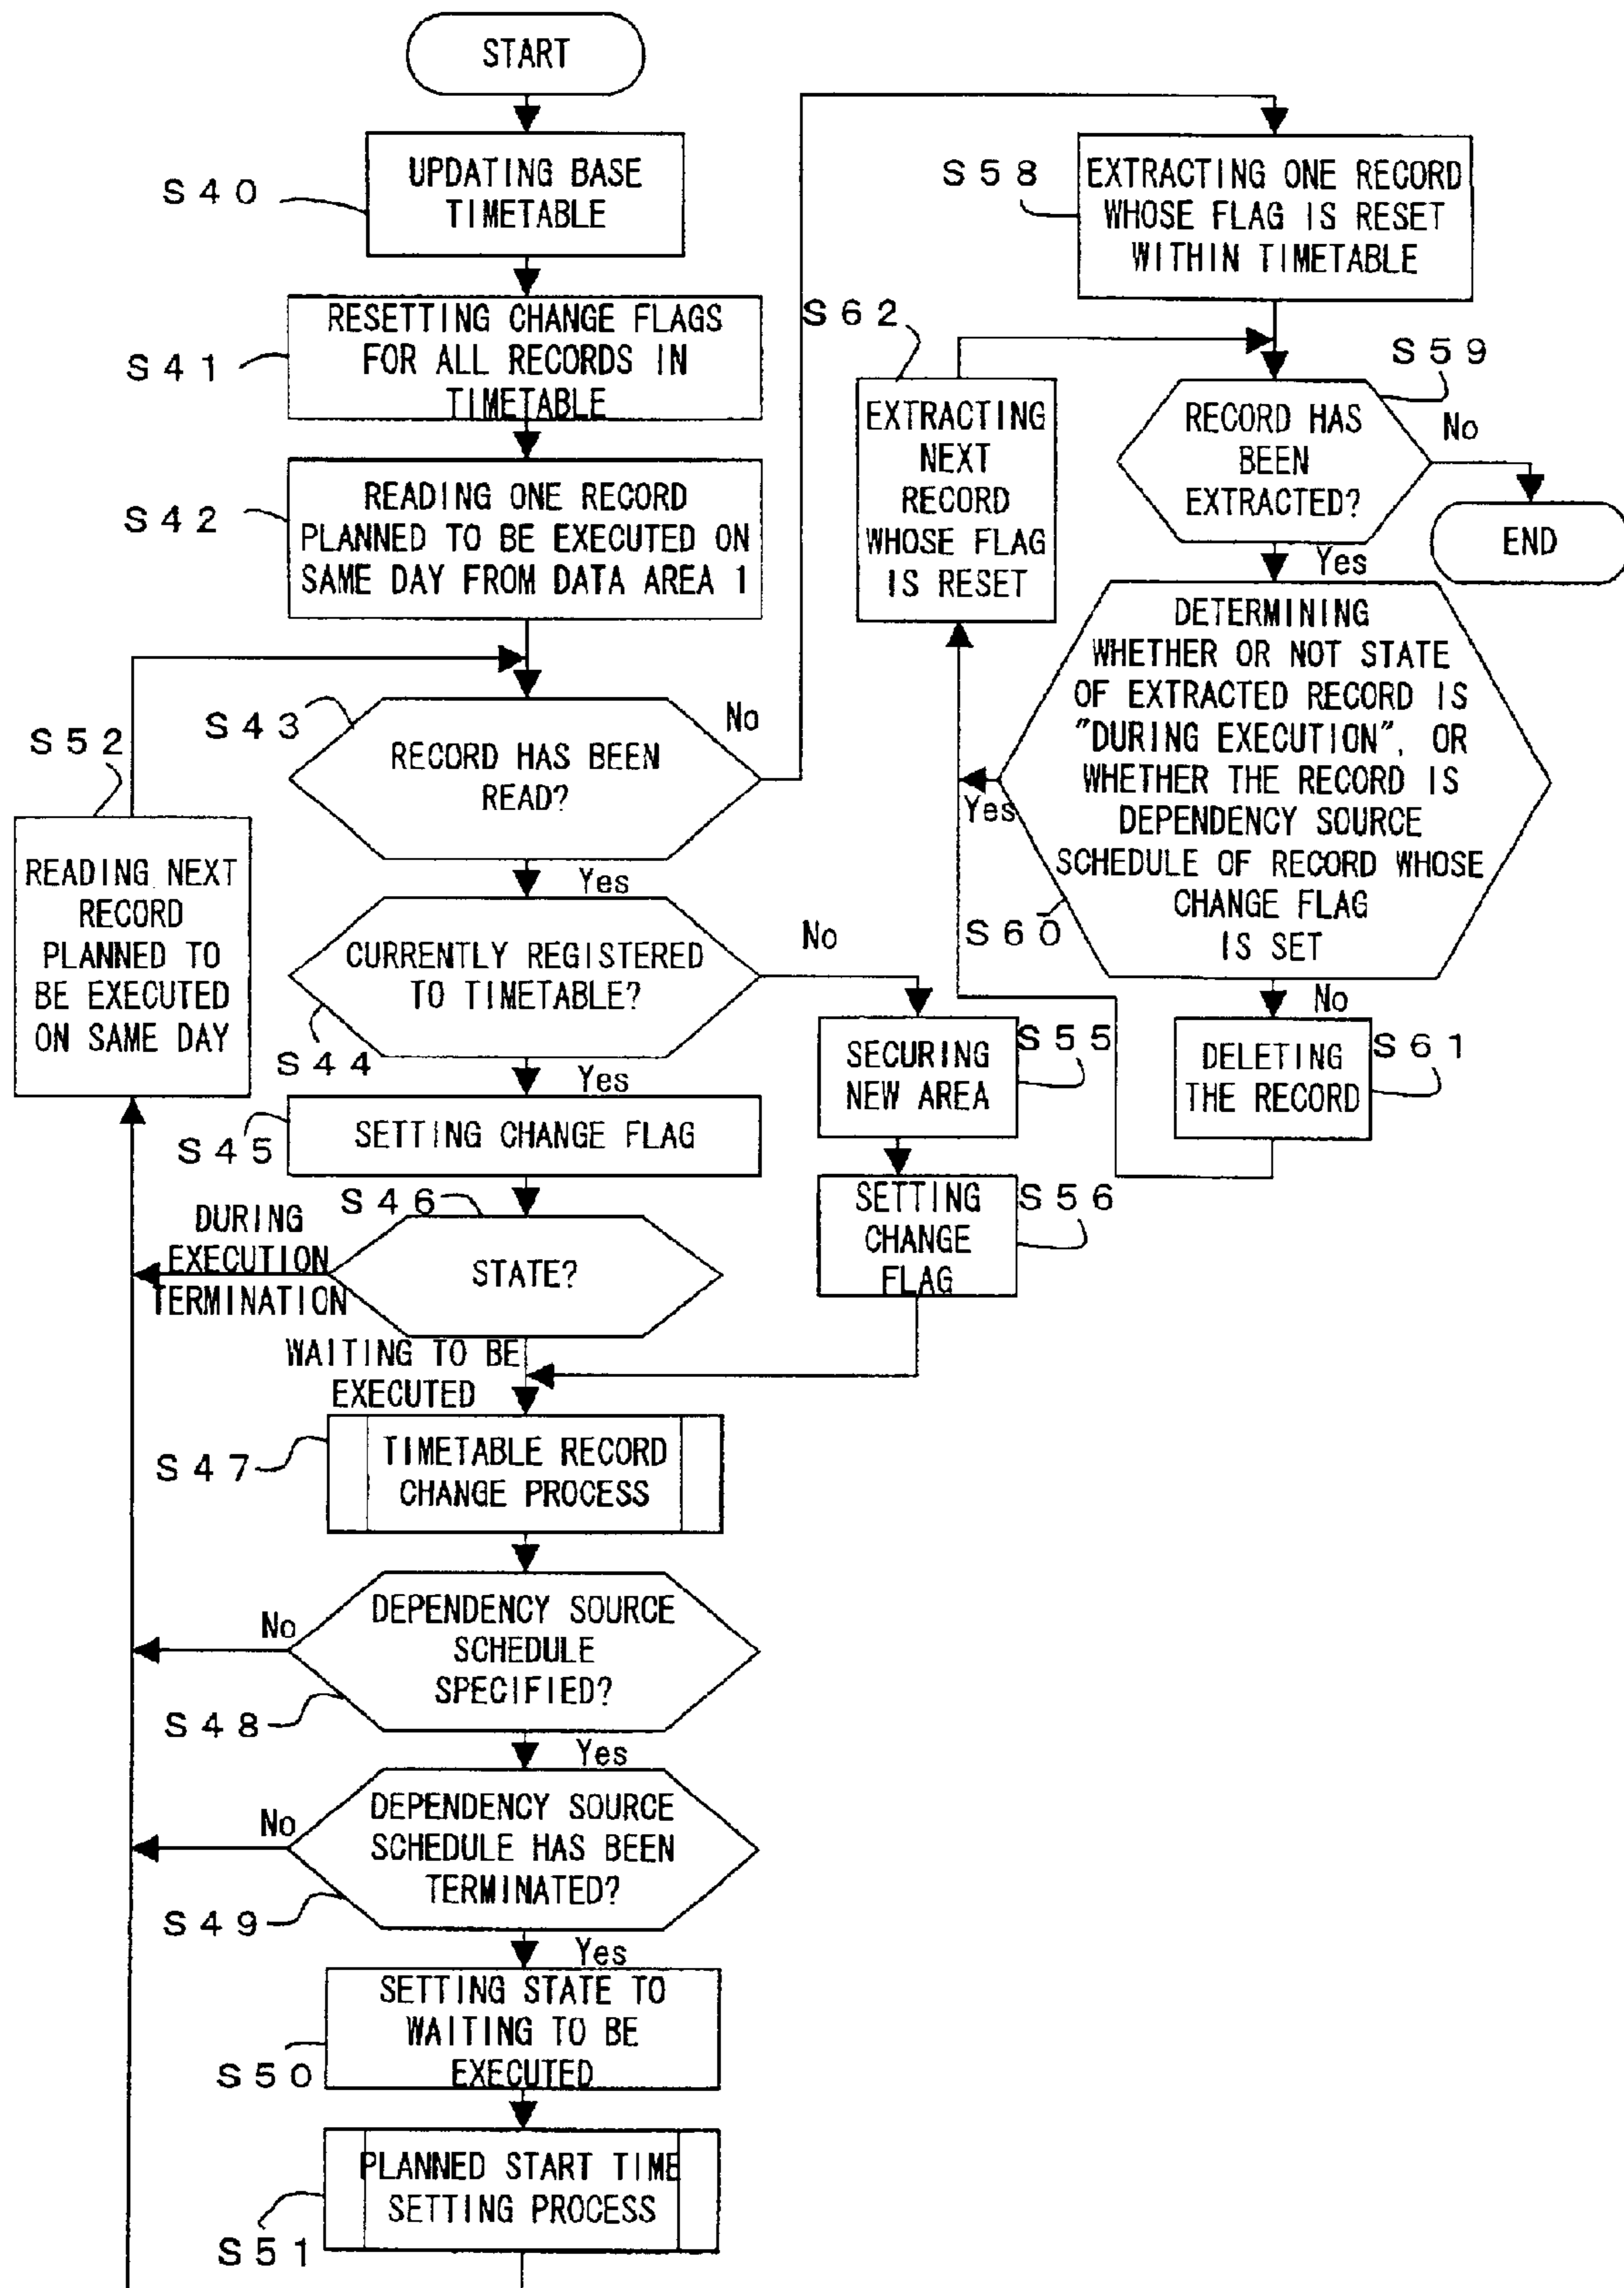 START
S40
UPDATING BASE
TIMETABLE
S41
RESETTING CHANGE FLAGS
FOR ALL RECORDS IN
TIMETABLE
S42
READING ONE RECORD
PLANNED TO BE EXECUTED ON
SAME DAY FROM DATA AREA 1
S43
RECORD HAS BEEN
READ?
No
Yes
S52
READING NEXT
RECORD
PLANNED TO
BE EXECUTED
ON SAME DAY
S44
CURRENTLY REGISTERED
TO TIMETABLE?
No
Yes
S45
SETTING CHANGE FLAG
S46
STATE?
DURING
EXECUTION
TERMINATION
WAITING TO BE
EXECUTED
S55
SECURING
NEW AREA
S56
SETTING
CHANGE
FLAG
S47
TIMETABLE RECORD
CHANGE PROCESS
S48
DEPENDENCY SOURCE
SCHEDULE
SPECIFIED?
No
Yes
S49
DEPENDENCY SOURCE
SCHEDULE HAS BEEN
TERMINATED?
No
Yes
S50
SETTING STATE TO
WAITING TO BE
EXECUTED
S51
PLANNED START TIME
SETTING PROCESS
S58
EXTRACTING ONE RECORD
WHOSE FLAG IS RESET
WITHIN TIMETABLE
S62
EXTRACTING
NEXT
RECORD
WHOSE FLAG
IS RESET
S59
RECORD HAS
BEEN
EXTRACTED?
No
END
Yes
S60
DETERMINING
WHETHER OR NOT STATE
OF EXTRACTED RECORD IS
"DURING EXECUTION", OR
WHETHER THE RECORD IS
DEPENDENCY SOURCE
SCHEDULE OF RECORD WHOSE
CHANGE FLAG
IS SET
Yes
No
S61
DELETING
THE RECORD